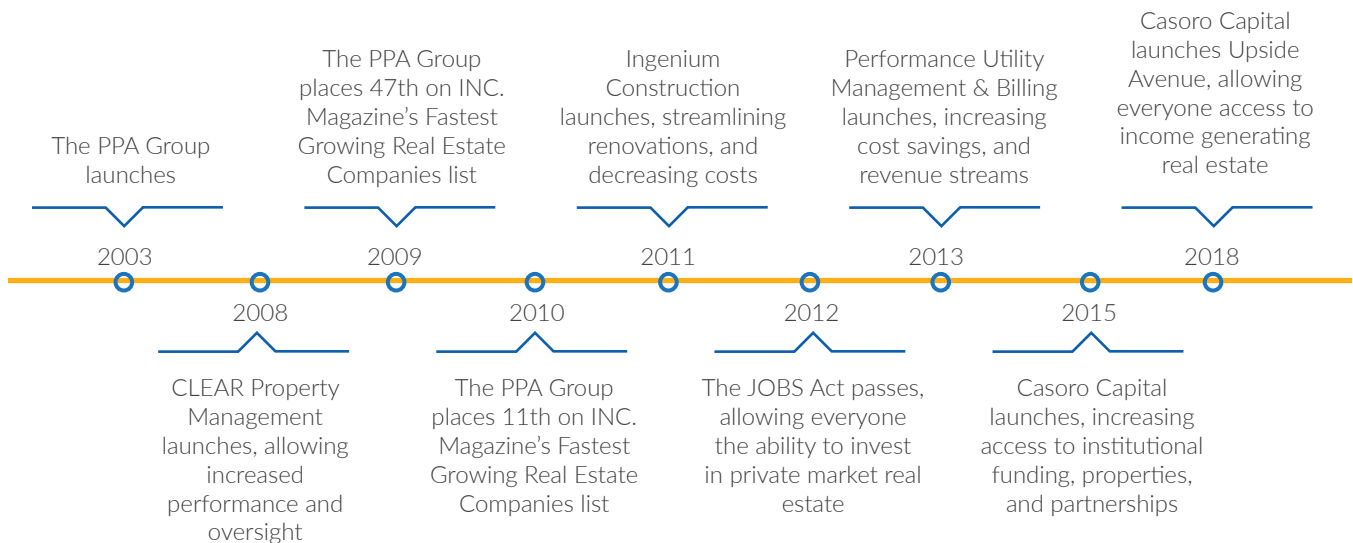 The PPA Group
launches
2003
CLEAR Property
Management
launches, allowing
increased
performance and
oversight
2008
The PPA Group
places 47th on INC.
Magazine’s Fastest
Growing Real Estate
Companies list
2009
The PPA Group
places 11th on INC.
Magazine’s Fastest
Growing Real Estate
Companies list
2010
Ingenium
Construction
launches, streamlining
renovations, and
decreasing costs
2011
The JOBS Act passes,
allowing everyone
the ability to invest
in private market real
estate
2012
Performance Utility
Management & Billing
launches, increasing
cost savings, and
revenue streams
2013
Casoro Capital
launches, increasing
access to institutional
funding, properties,
and partnerships
2015
Casoro Capital
launches Upside
Avenue, allowing
everyone access to
income generating
real estate
2018